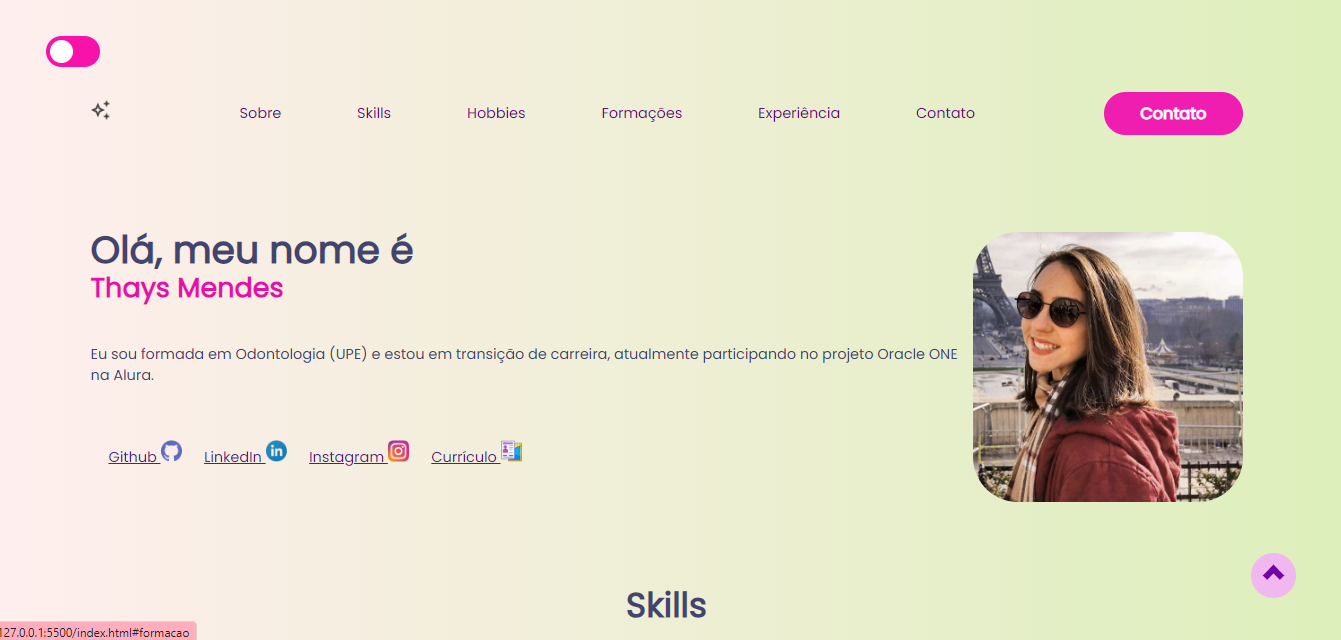 Sobre Skills Hobbies Formações Experiência Contato Contato
Olá, meu nome é
Thays Mendes
Eu sou formada em Odontologia (UPE) e estou em transição de carreira, atualmente participando no projeto Oracle ONE
na Alura.
Github LinkedIn Instagram Currículo
Skills
127.0.0.1:5500/index.html#formacao